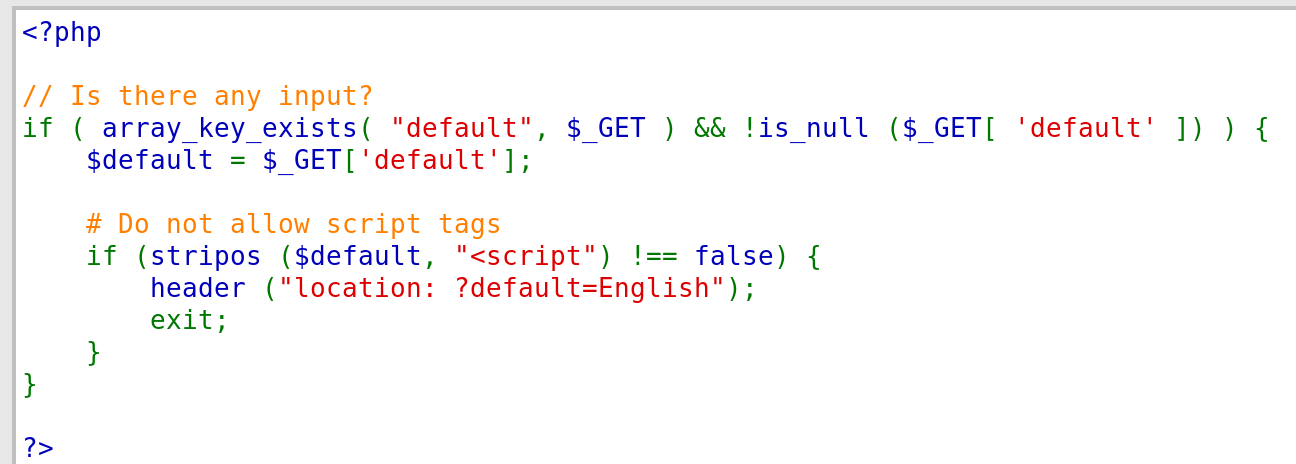 <?php
// Is there any input?
if ( array_key_exists( "default", $_GET ) && !is_null ($_GET[ 'default' ]) ) {
    $default = $_GET['default'];
    # Do not allow script tags
    if (stripos ($default, "<script") !== false) {
        header ("location: ?default=English");
        exit;
    }
}
?>